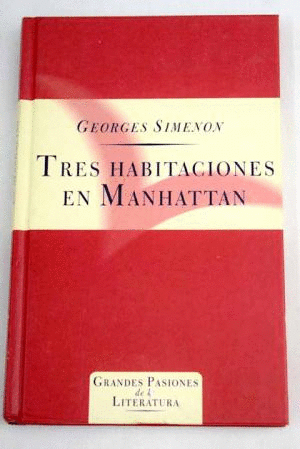 GEORGES SIMENON
TRES HABITACIONES
EN MANHATTAN
GRANDES PASIONES
de la
LITERATURA